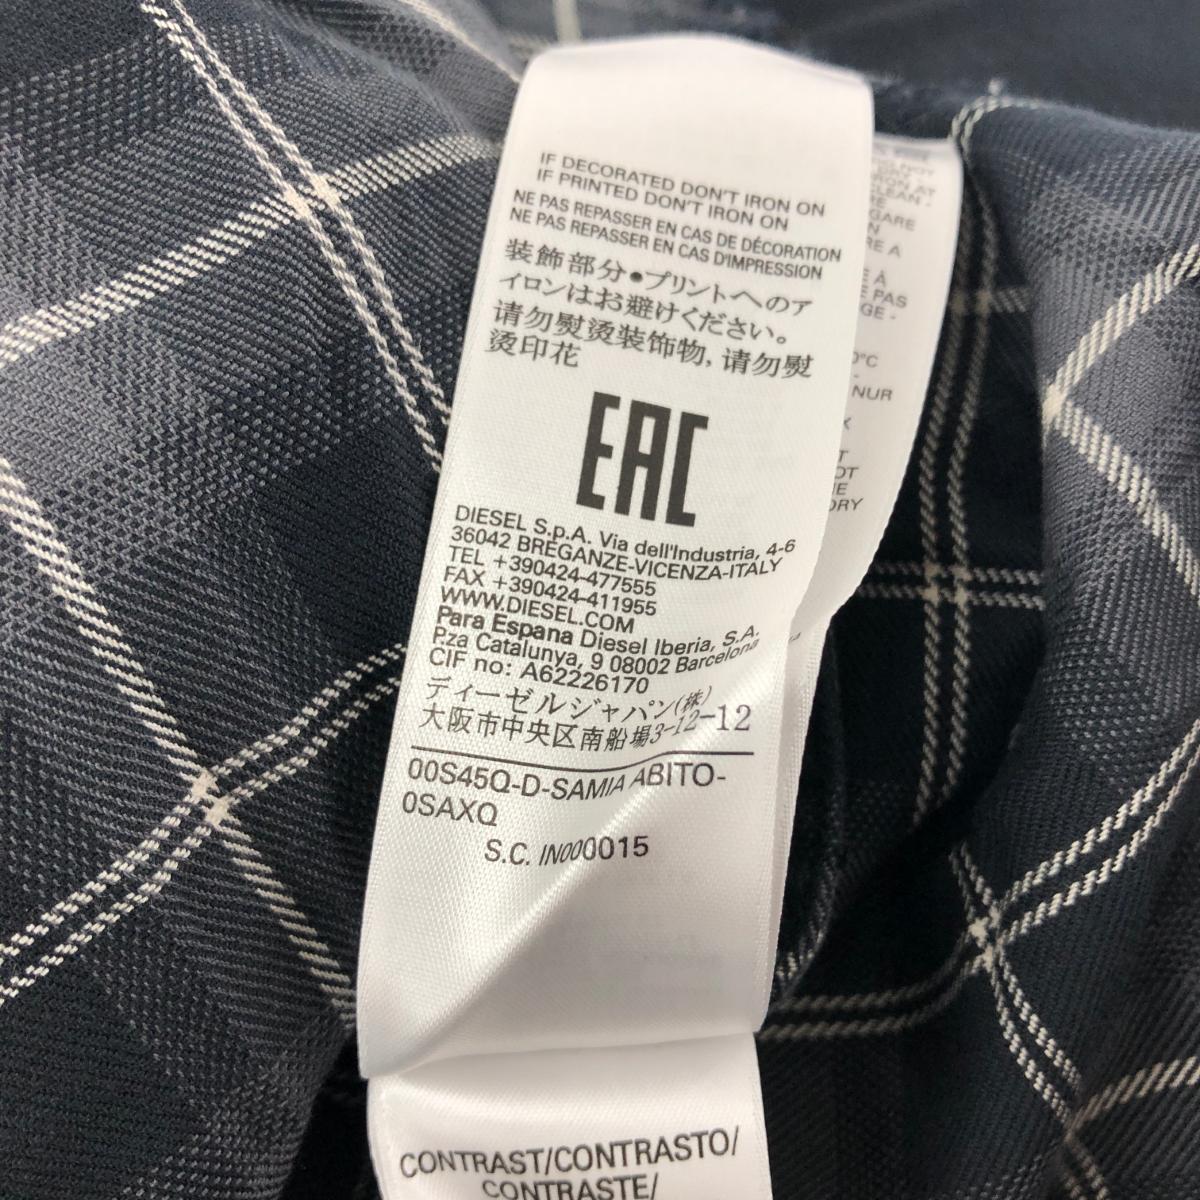 IF DECORATED DON'T IRON ON
IF PRINTED DON'T IRON ON
NE PAS REPASSER EN CAS DE DÉCORATION
NE PAS REPASSER EN CAS D'IMPRESSION
装飾部分•プリントへのア
イロンはお避けください。
请勿熨烫装饰物, 请勿熨
烫印花
EAC
DIESEL S.p.A. Via dell'Industria, 4-6
36042 BREGANZE-VICENZA-ITALY
TEL +390424-477555
FAX +390424-411955
WWW.DIESEL.COM
Para Espana Diesel Iberia, S.A.
Pza Catalunya, 9 08002 Barcelona
CIF no: A62226170
ディーゼルジャパン(株)
大阪市中央区南船場3-12-12
00S45Q-D-SAMIA ABITO-
0SAXQ
S.C. IN000015
CONTRAST/CONTRASTO/
CONTRASTE/
AT
CLEAN -
A
À
PAS
NUR